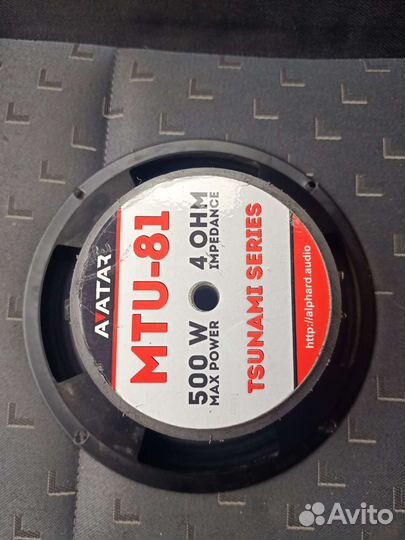 AVATAR
MTU-81
500 W
MAX POWER
4 OHM
IMPEDANCE
TSUNAMI SERIES
http://alphard.audio
Avito